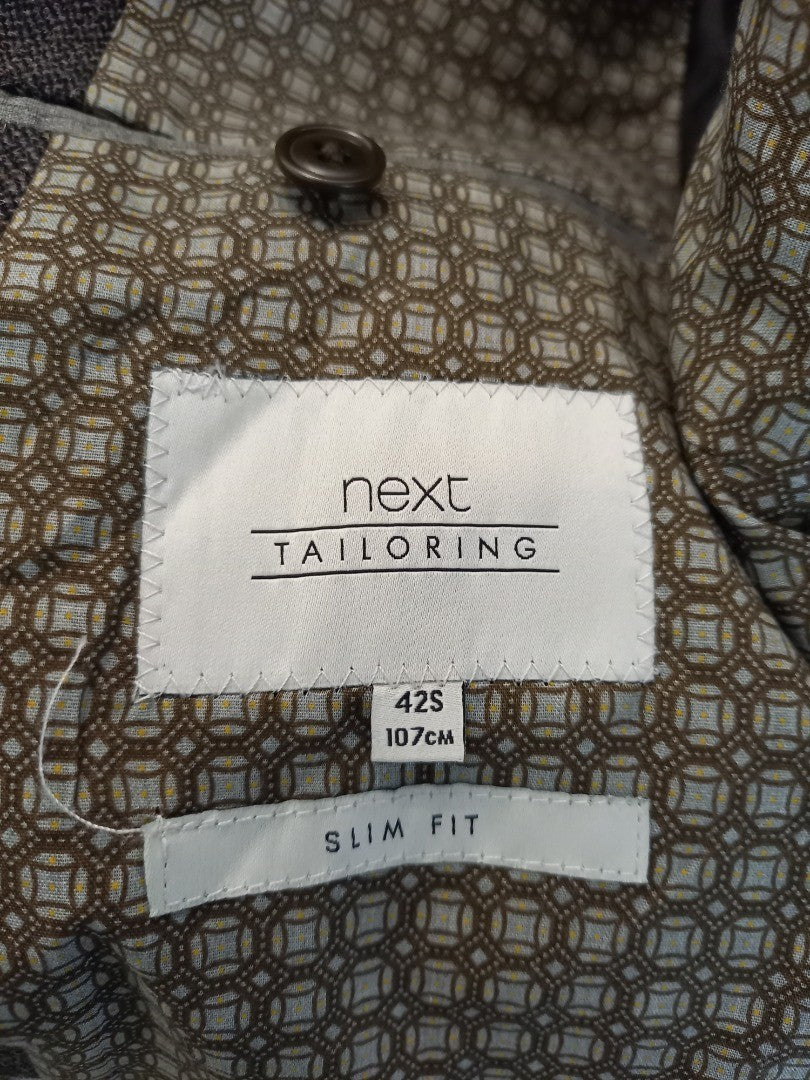 next
TAILORING
42S
107CM
SLIM FIT